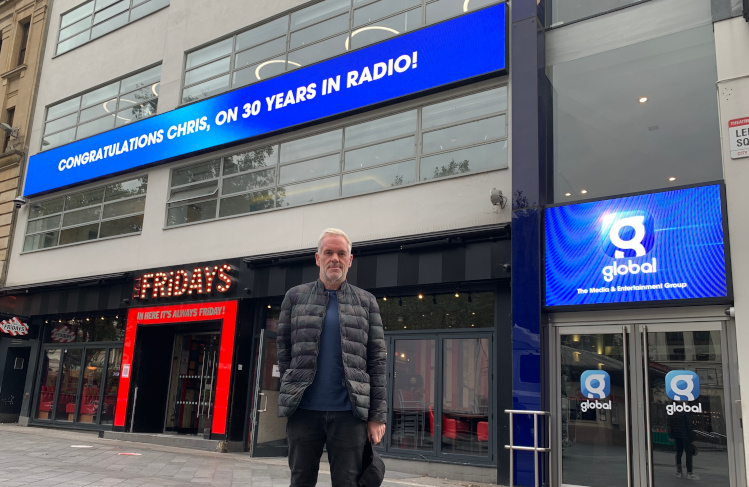 CONGRATULATIONS CHRIS, ON 30 YEARS IN RADIO!
FRIDAYS
IN HERE IT'S ALWAYS FRIDAY!
FRIDAYS
global
The Media & Entertainment Group
global
global